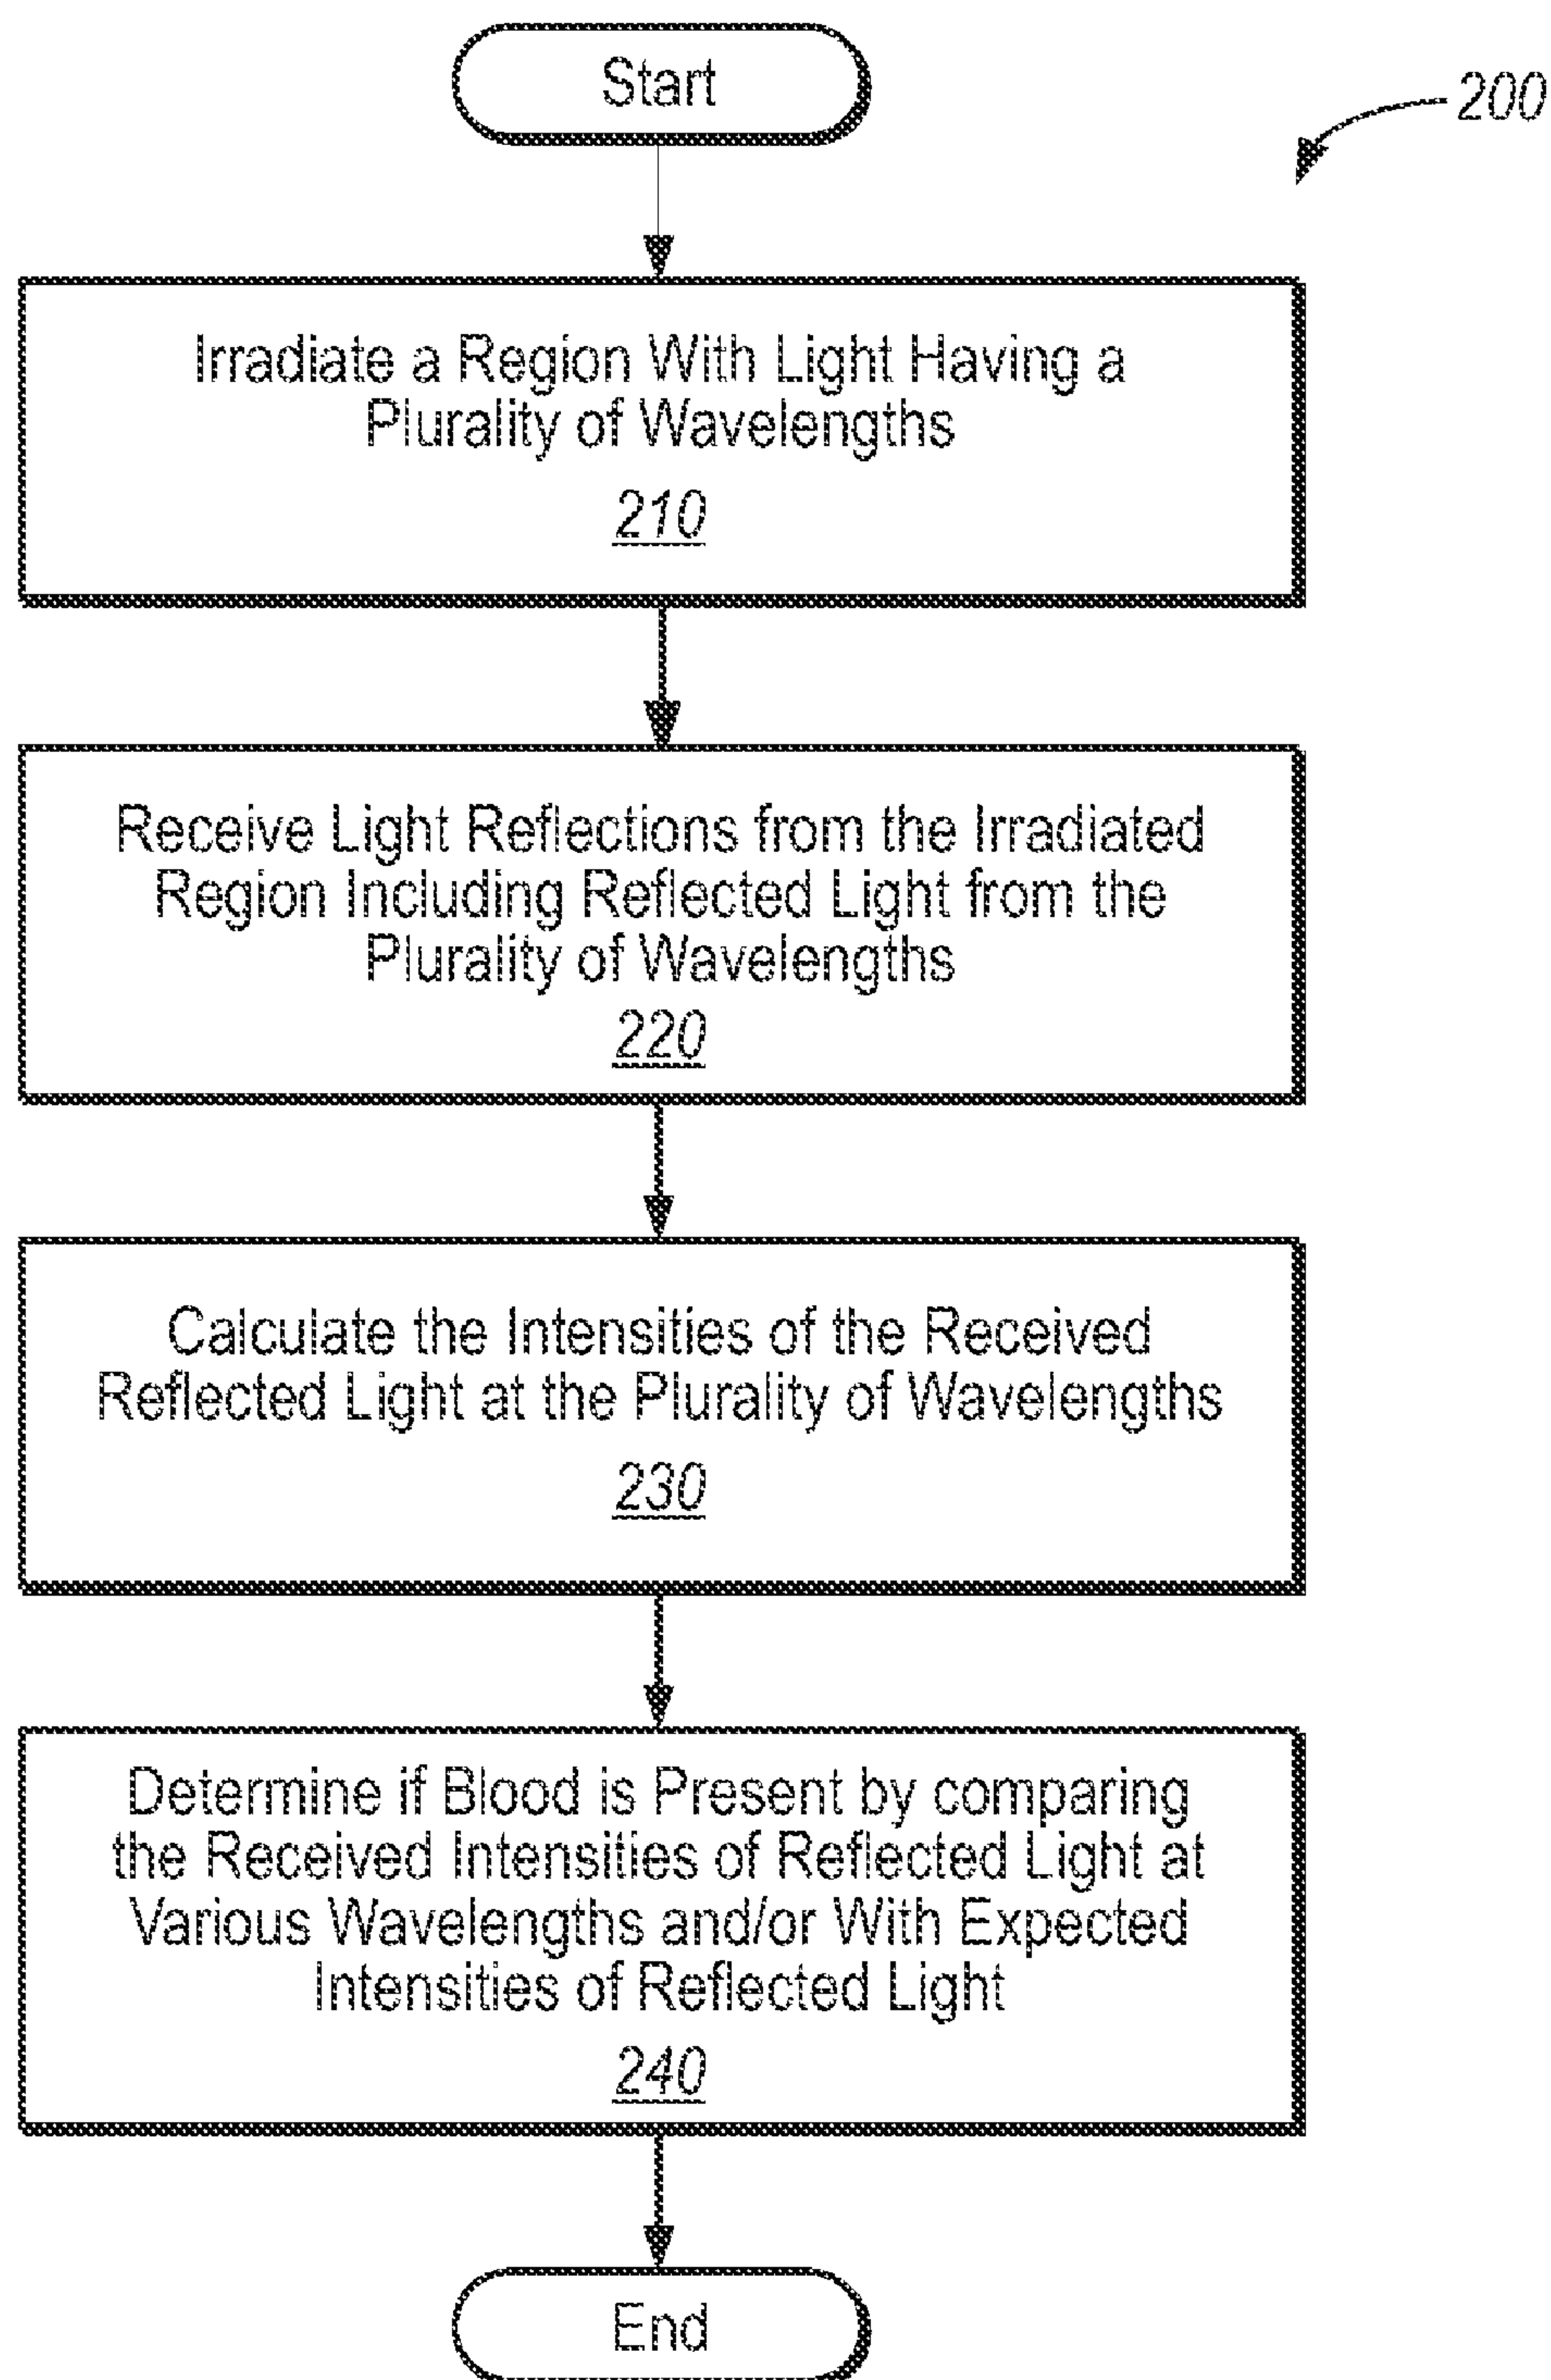 Start
200
Irradiate a Region With Light Having a
Plurality of Wavelengths
210
Receive Light Reflections from the Irradiated
Region Including Reflected Light from the
Plurality of Wavelengths
220
Calculate the Intensities of the Received
Reflected Light at the Plurality of Wavelengths
230
Determine if Blood is Present by comparing
the Received Intensities of Reflected Light at
Various Wavelengths and/or With Expected
Intensities of Reflected Light
240
End